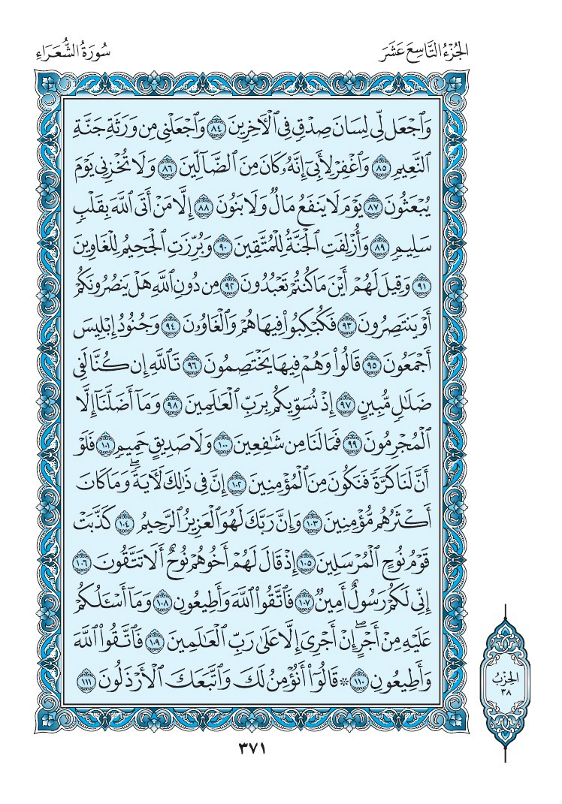 الجُزْءُ التَّاسِعَ عَشَرَ
سُورَةُ الشُّعَرَاءِ
وَٱجْعَل لِّى لِسَانَ صِدْقٍ فِى ٱلْأَخِرِينَ ٨٤ وَٱجْعَلْنِى مِن وَرَثَةِ جَنَّةِ
ٱلنَّعِيمِ ٨٥ وَٱغْفِرْ لِأَبِىٓ إِنَّهُۥ كَانَ مِنَ ٱلضَّآلِّينَ ٨٦ وَلَا تُخْزِنِى يَوْمَ
يُبْعَثُونَ ٨٧ يَوْمَ لَا يَنفَعُ مَالٌ وَلَا بَنُونَ ٨٨ إِلَّا مَنْ أَتَى ٱللَّهَ بِقَلْبٍ
سَلِيمٍ ٨٩ وَأُزْلِفَتِ ٱلْجَنَّةُ لِلْمُتَّقِينَ ٩٠ وَبُرِّزَتِ ٱلْجَحِيمُ لِلْغَاوِينَ
٩١ وَقِيلَ لَهُمْ أَيْنَ مَا كُنتُمْ تَعْبُدُونَ ٩٢ مِن دُونِ ٱللَّهِ هَلْ يَنصُرُونَكُمْ
أَوْ يَنتَصِرُونَ ٩٣ فَكُبْكِبُوا۟ فِيهَا هُمْ وَٱلْغَاوُۥنَ ٩٤ وَجُنُودُ إِبْلِيسَ
أَجْمَعُونَ ٩٥ قَالُوا۟ وَهُمْ فِيهَا يَخْتَصِمُونَ ٩٦ تَٱللَّهِ إِن كُنَّا لَفِى
ضَلَٰلٍ مُّبِينٍ ٩٧ إِذْ نُسَوِّيكُم بِرَبِّ ٱلْعَٰلَمِينَ ٩٨ وَمَآ أَضَلَّنَآ إِلَّا
ٱلْمُجْرِمُونَ ٩٩ فَمَا لَنَا مِن شَٰفِعِينَ ١٠٠ وَلَا صَدِيقٍ حَمِيمٍ ١٠١ فَلَوْ
أَنَّ لَنَا كَرَّةً فَنَكُونَ مِنَ ٱلْمُؤْمِنِينَ ١٠٢ إِنَّ فِى ذَٰلِكَ لَأٓيَةً ۖ وَمَا كَانَ
أَكْثَرُهُم مُّؤْمِنِينَ ١٠٣ وَإِنَّ رَبَّكَ لَهُوَ ٱلْعَزِيزُ ٱلرَّحِيمُ ١٠٤ كَذَّبَتْ
قَوْمُ نُوحٍ ٱلْمُرْسَلِينَ ١٠٥ إِذْ قَالَ لَهُمْ أَخُوهُمْ نُوحٌ أَلَا تَتَّقُونَ ١٠٦
إِنِّى لَكُمْ رَسُولٌ أَمِينٌ ١٠٧ فَٱتَّقُوا۟ ٱللَّهَ وَأَطِيعُونِ ١٠٨ وَمَآ أَسْـَٔلُكُمْ
عَلَيْهِ مِنْ أَجْرٍ ۖ إِنْ أَجْرِىَ إِلَّا عَلَىٰ رَبِّ ٱلْعَٰلَمِينَ ١٠٩ فَٱتَّقُوا۟ ٱللَّهَ
وَأَطِيعُونِ ١١٠ ۞ قَالُوٓا۟ أَنُؤْمِنُ لَكَ وَٱتَّبَعَكَ ٱلْأَرْذَلُونَ ١١١
الحِزْبُ
٣٨
٣٧١